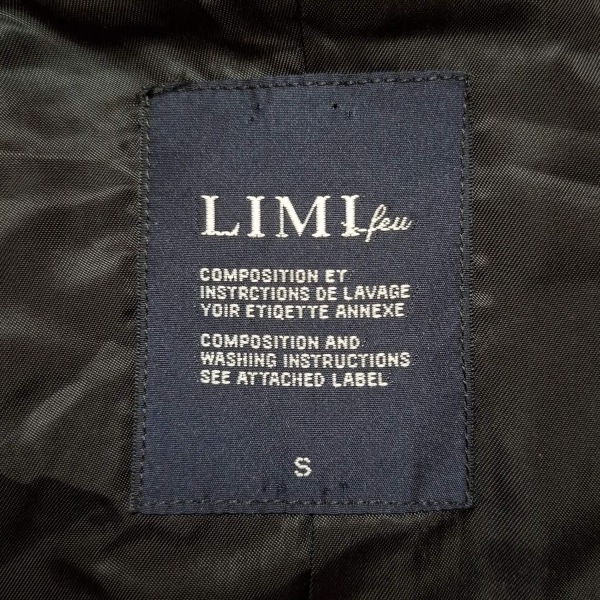 LIMI feu
COMPOSITION ET
INSTRCTIONS DE LAVAGE
YOIR ETIQETTE ANNEXE
COMPOSITION AND
WASHING INSTRUCTIONS
SEE ATTACHED LABEL
S